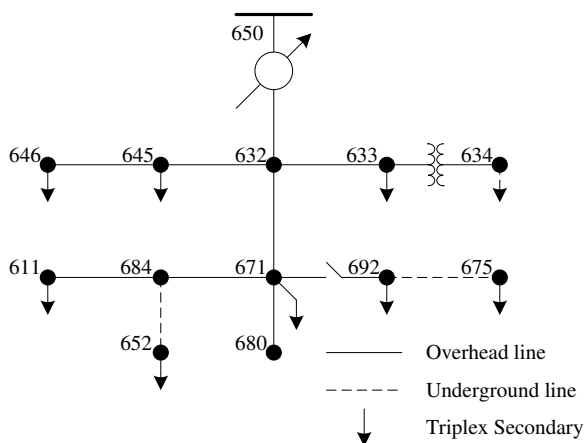 650
646 645 632 633 634
611 684 671 692 675
652 680
Overhead line
Underground line
Triplex Secondary